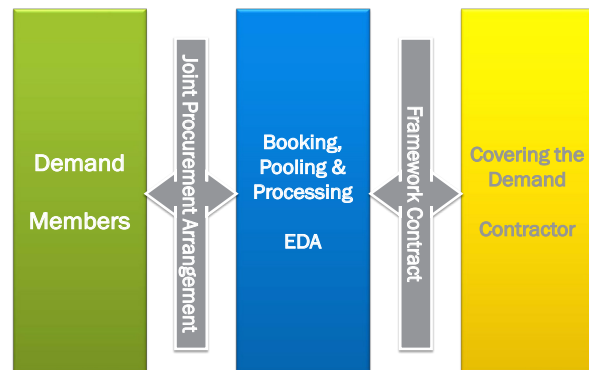 Demand
Members
Joint Procurement Arrangement
Booking,
Pooling &
Processing
EDA
Framework Contract
Covering the
Demand
Contractor